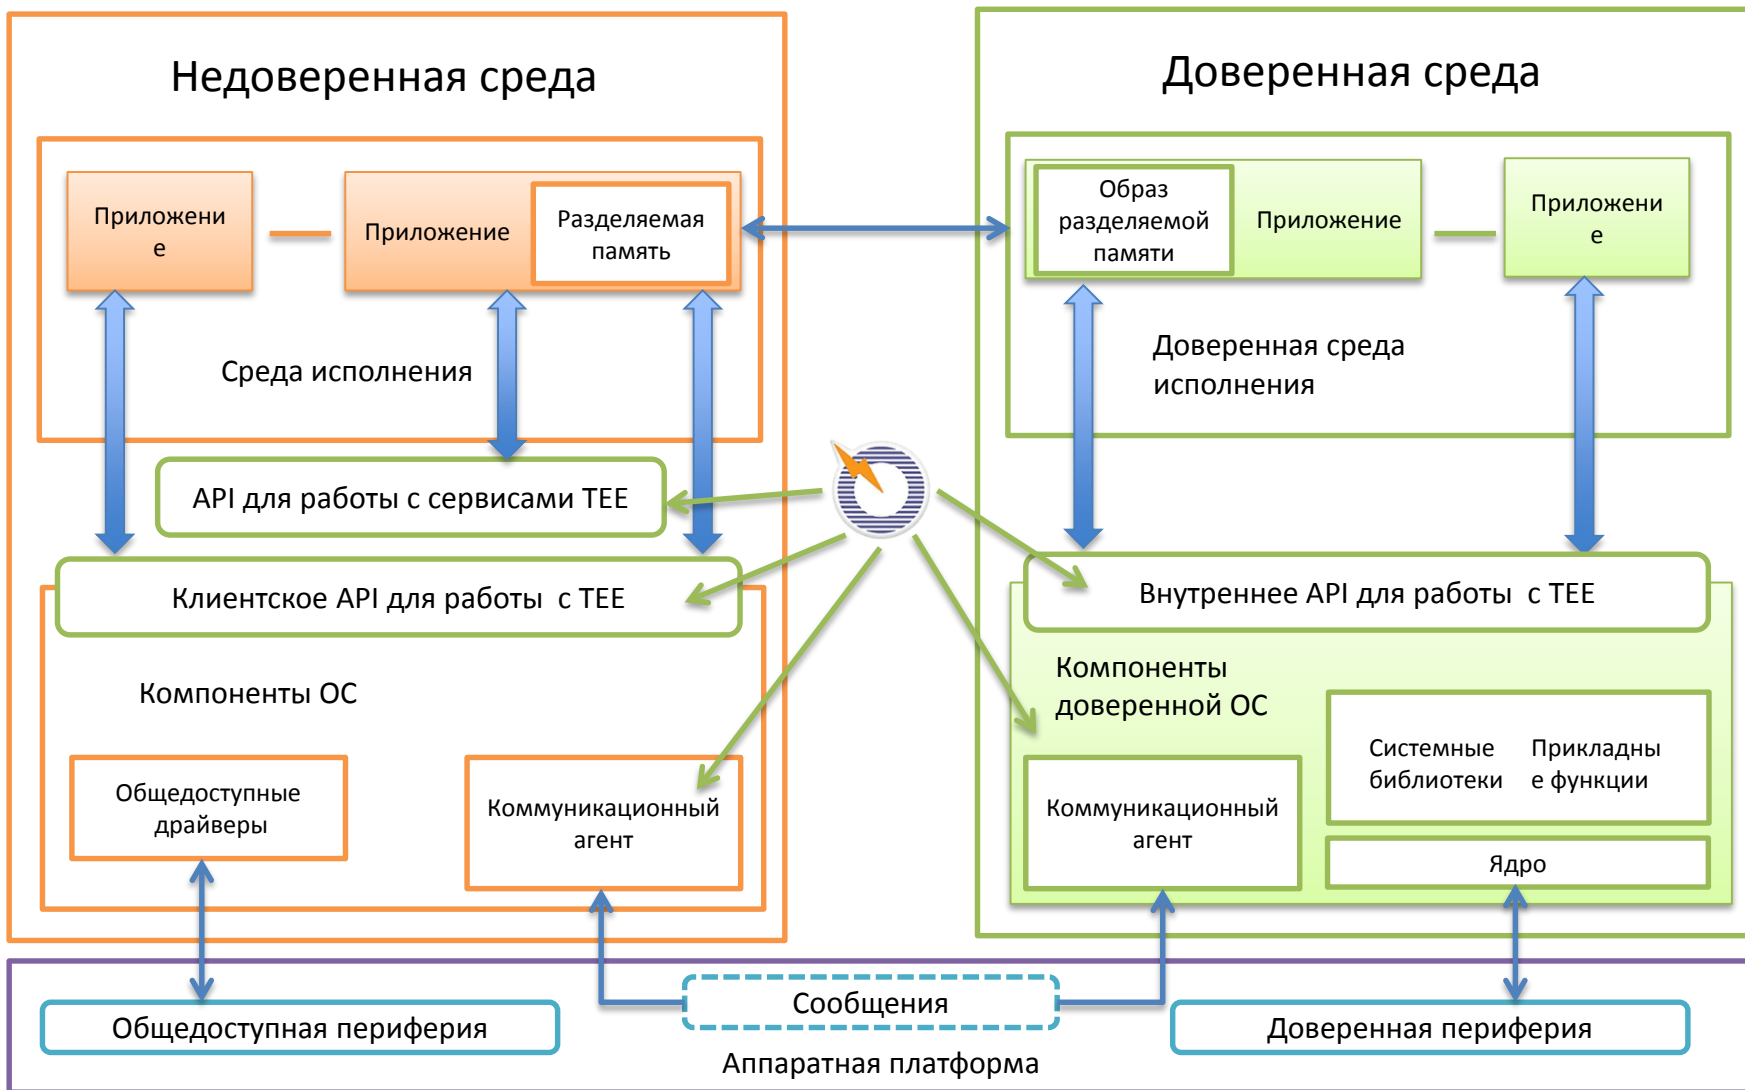 Недоверенная среда
Приложени
е
Приложение
Разделяемая
память
Среда исполнения
API для работы с сервисами TEE
Клиентское API для работы с TEE
Компоненты ОС
Общедоступные
драйверы
Коммуникационный
агент
Доверенная среда
Образ
разделяемой
памяти
Приложение
Приложени
е
Доверенная среда
исполнения
Внутреннее API для работы с TEE
Компоненты
доверенной ОС
Системные
библиотеки
Прикладны
е функции
Коммуникационный
агент
Ядро
Общедоступная периферия
Сообщения
Доверенная периферия
Аппаратная платформа